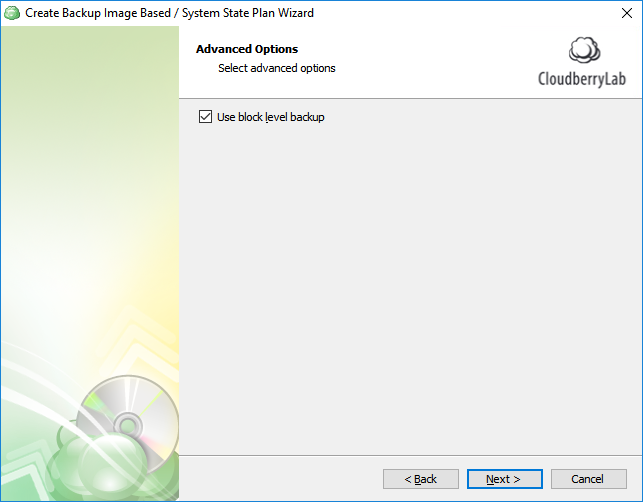 Create Backup Image Based / System State Plan Wizard
Advanced Options
Select advanced options
CloudberryLab
Use block level backup
< Back
Next >
Cancel